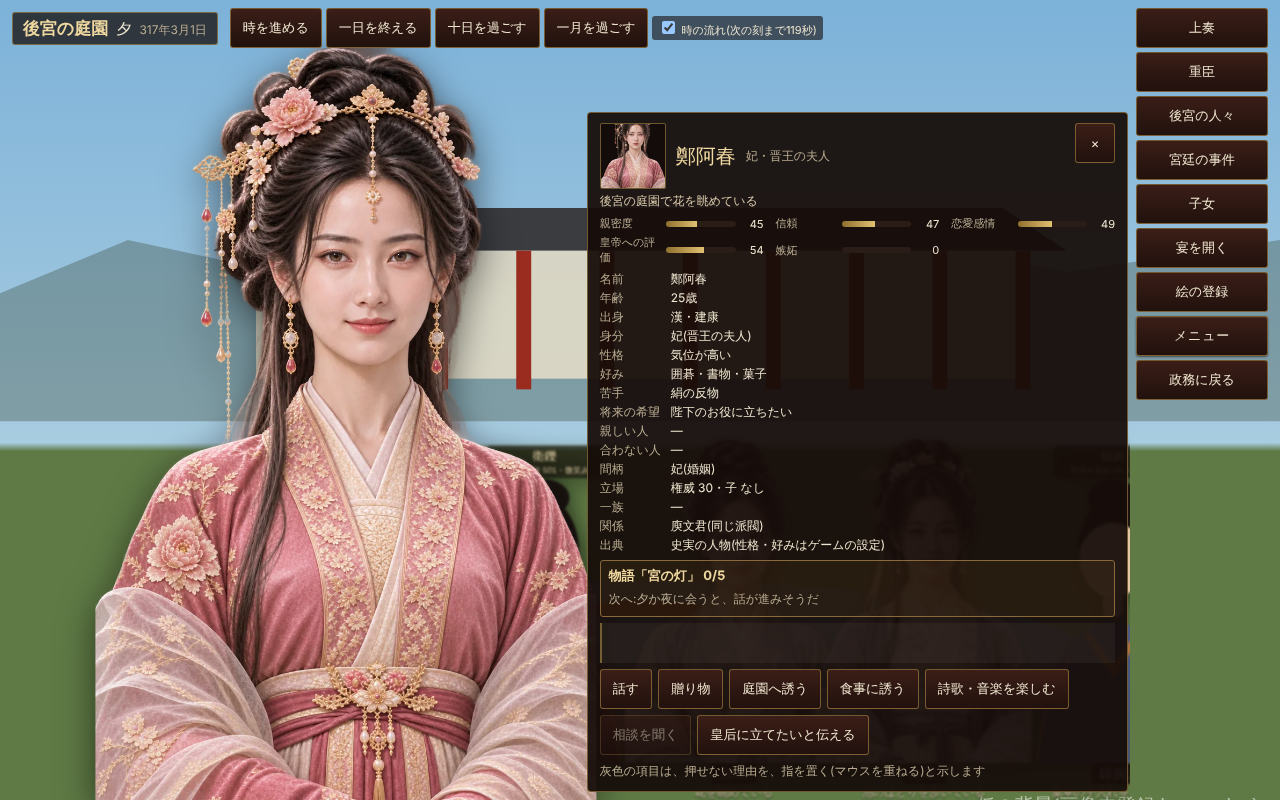 後宮の庭園 夕 317年3月1日
時を進める
一日を終える
十日を過ごす
一月を過ごす
時の流れ(次の刻まで119秒)
上奏
重臣
後宮の人々
宮廷の事件
子女
宴を開く
絵の登録
メニュー
政務に戻る
鄭阿春 妃・晋王の夫人
×
後宮の庭園で花を眺めている
親密度 45 信頼 47 恋愛感情 49
皇帝への評価 54 嫉妬 0
名前 鄭阿春
年齢 25歳
出身 漢・建康
身分 妃(晋王の夫人)
性格 気位が高い
好み 囲碁・書物・菓子
苦手 絹の反物
将来の希望 陛下のお役に立ちたい
親しい人 —
合わない人 —
間柄 妃(婚姻)
立場 権威 30・子 なし
一族 —
関係 庾文君(同じ派閥)
出典 史実の人物(性格・好みはゲームの設定)
物語「宮の灯」 0/5
次へ:夕か夜に会うと、話が進みそうだ
話す
贈り物
庭園へ誘う
食事に誘う
詩歌・音楽を楽しむ
相談を聞く
皇后に立てたいと伝える
灰色の項目は、押せない理由を、指を置く(マウスを重ねる)と示します